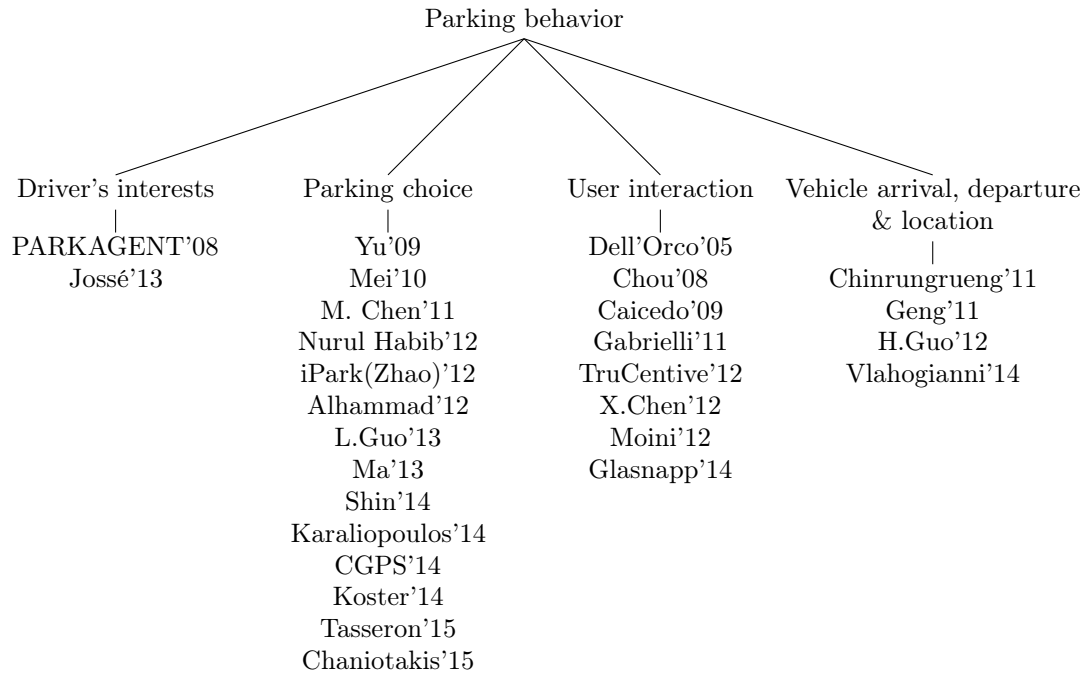 Parking behavior
Driver's interests
PARKAGENT'08
Jossé'13
Parking choice
Yu'09
Mei'10
M. Chen'11
Nurul Habib'12
iPark(Zhao)'12
Alhammad'12
L.Guo'13
Ma'13
Shin'14
Karaliopoulos'14
CGPS'14
Koster'14
Tasseron'15
Chaniotakis'15
User interaction
Dell'Orco'05
Chou'08
Caicedo'09
Gabrielli'11
TruCentive'12
X.Chen'12
Moini'12
Glasnapp'14
Vehicle arrival, departure
& location
Chinrungrueng'11
Geng'11
H.Guo'12
Vlahogianni'14